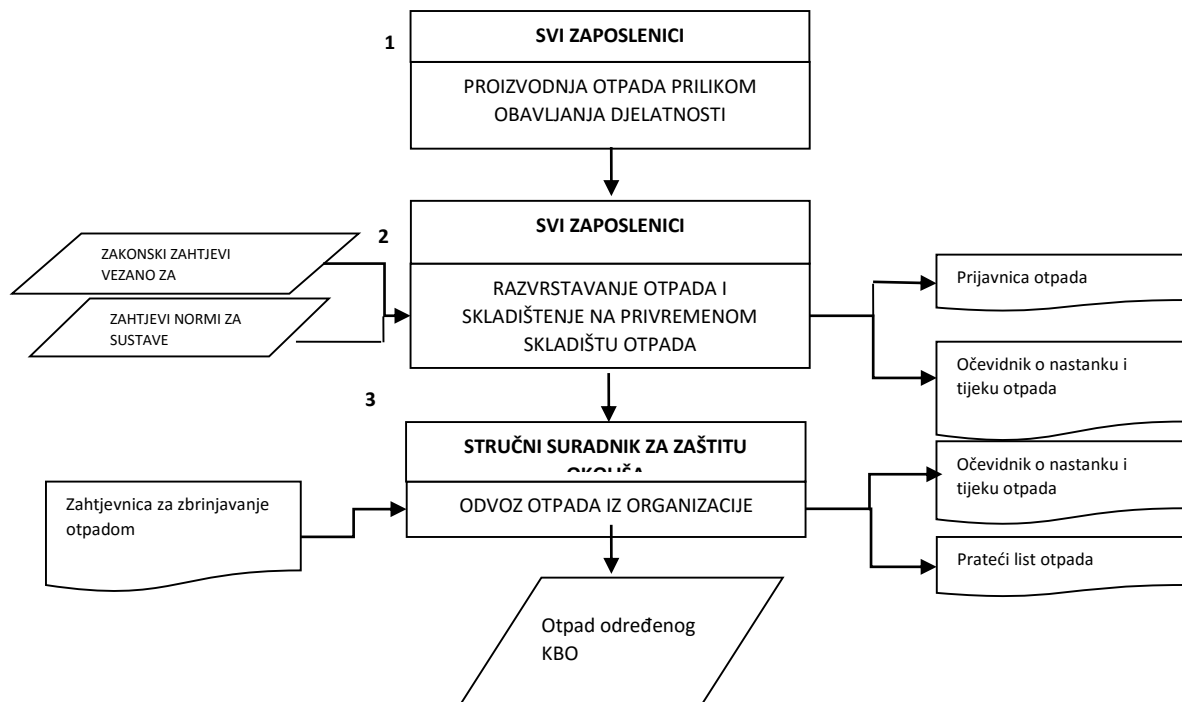 1
SVI ZAPOSLENICI
PROIZVODNJA OTPADA PRILIKOM
OBAVLJANJA DJELATNOSTI
2
SVI ZAPOSLENICI
RAZVRSTAVANJE OTPADA I
SKLADIŠTENJE NA PRIVREMENOM
SKLADIŠTU OTPADA
ZAKONSKI ZAHTJEVI
VEZANO ZA
ZAHTJEVI NORMI ZA
SUSTAVE
Prijavnica otpada
Očevidnik o nastanku i
tijeku otpada
3
STRUČNI SURADNIK ZA ZAŠTITU
ODVOZ OTPADA IZ ORGANIZACIJE
Zahtjevnica za zbrinjavanje
otpadom
Očevidnik o nastanku i
tijeku otpada
Prateći list otpada
Otpad određenog
KBO